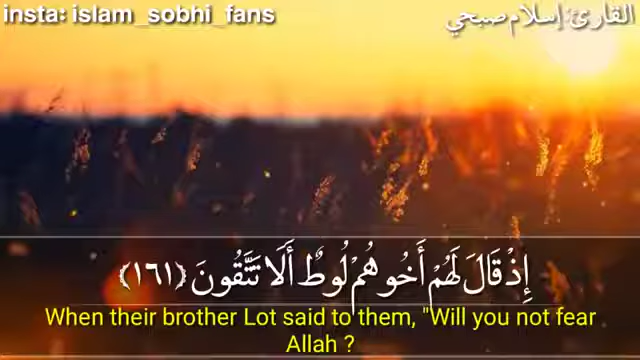 insta: islam_sobhi_fans
القارئ: إسلام صبحي
إِذْ قَالَ لَهُمْ أَخُوهُمْ لُوطٌ أَلَا تَتَّقُونَ (١٦١)
When their brother Lot said to them, "Will you not fear
Allah ?